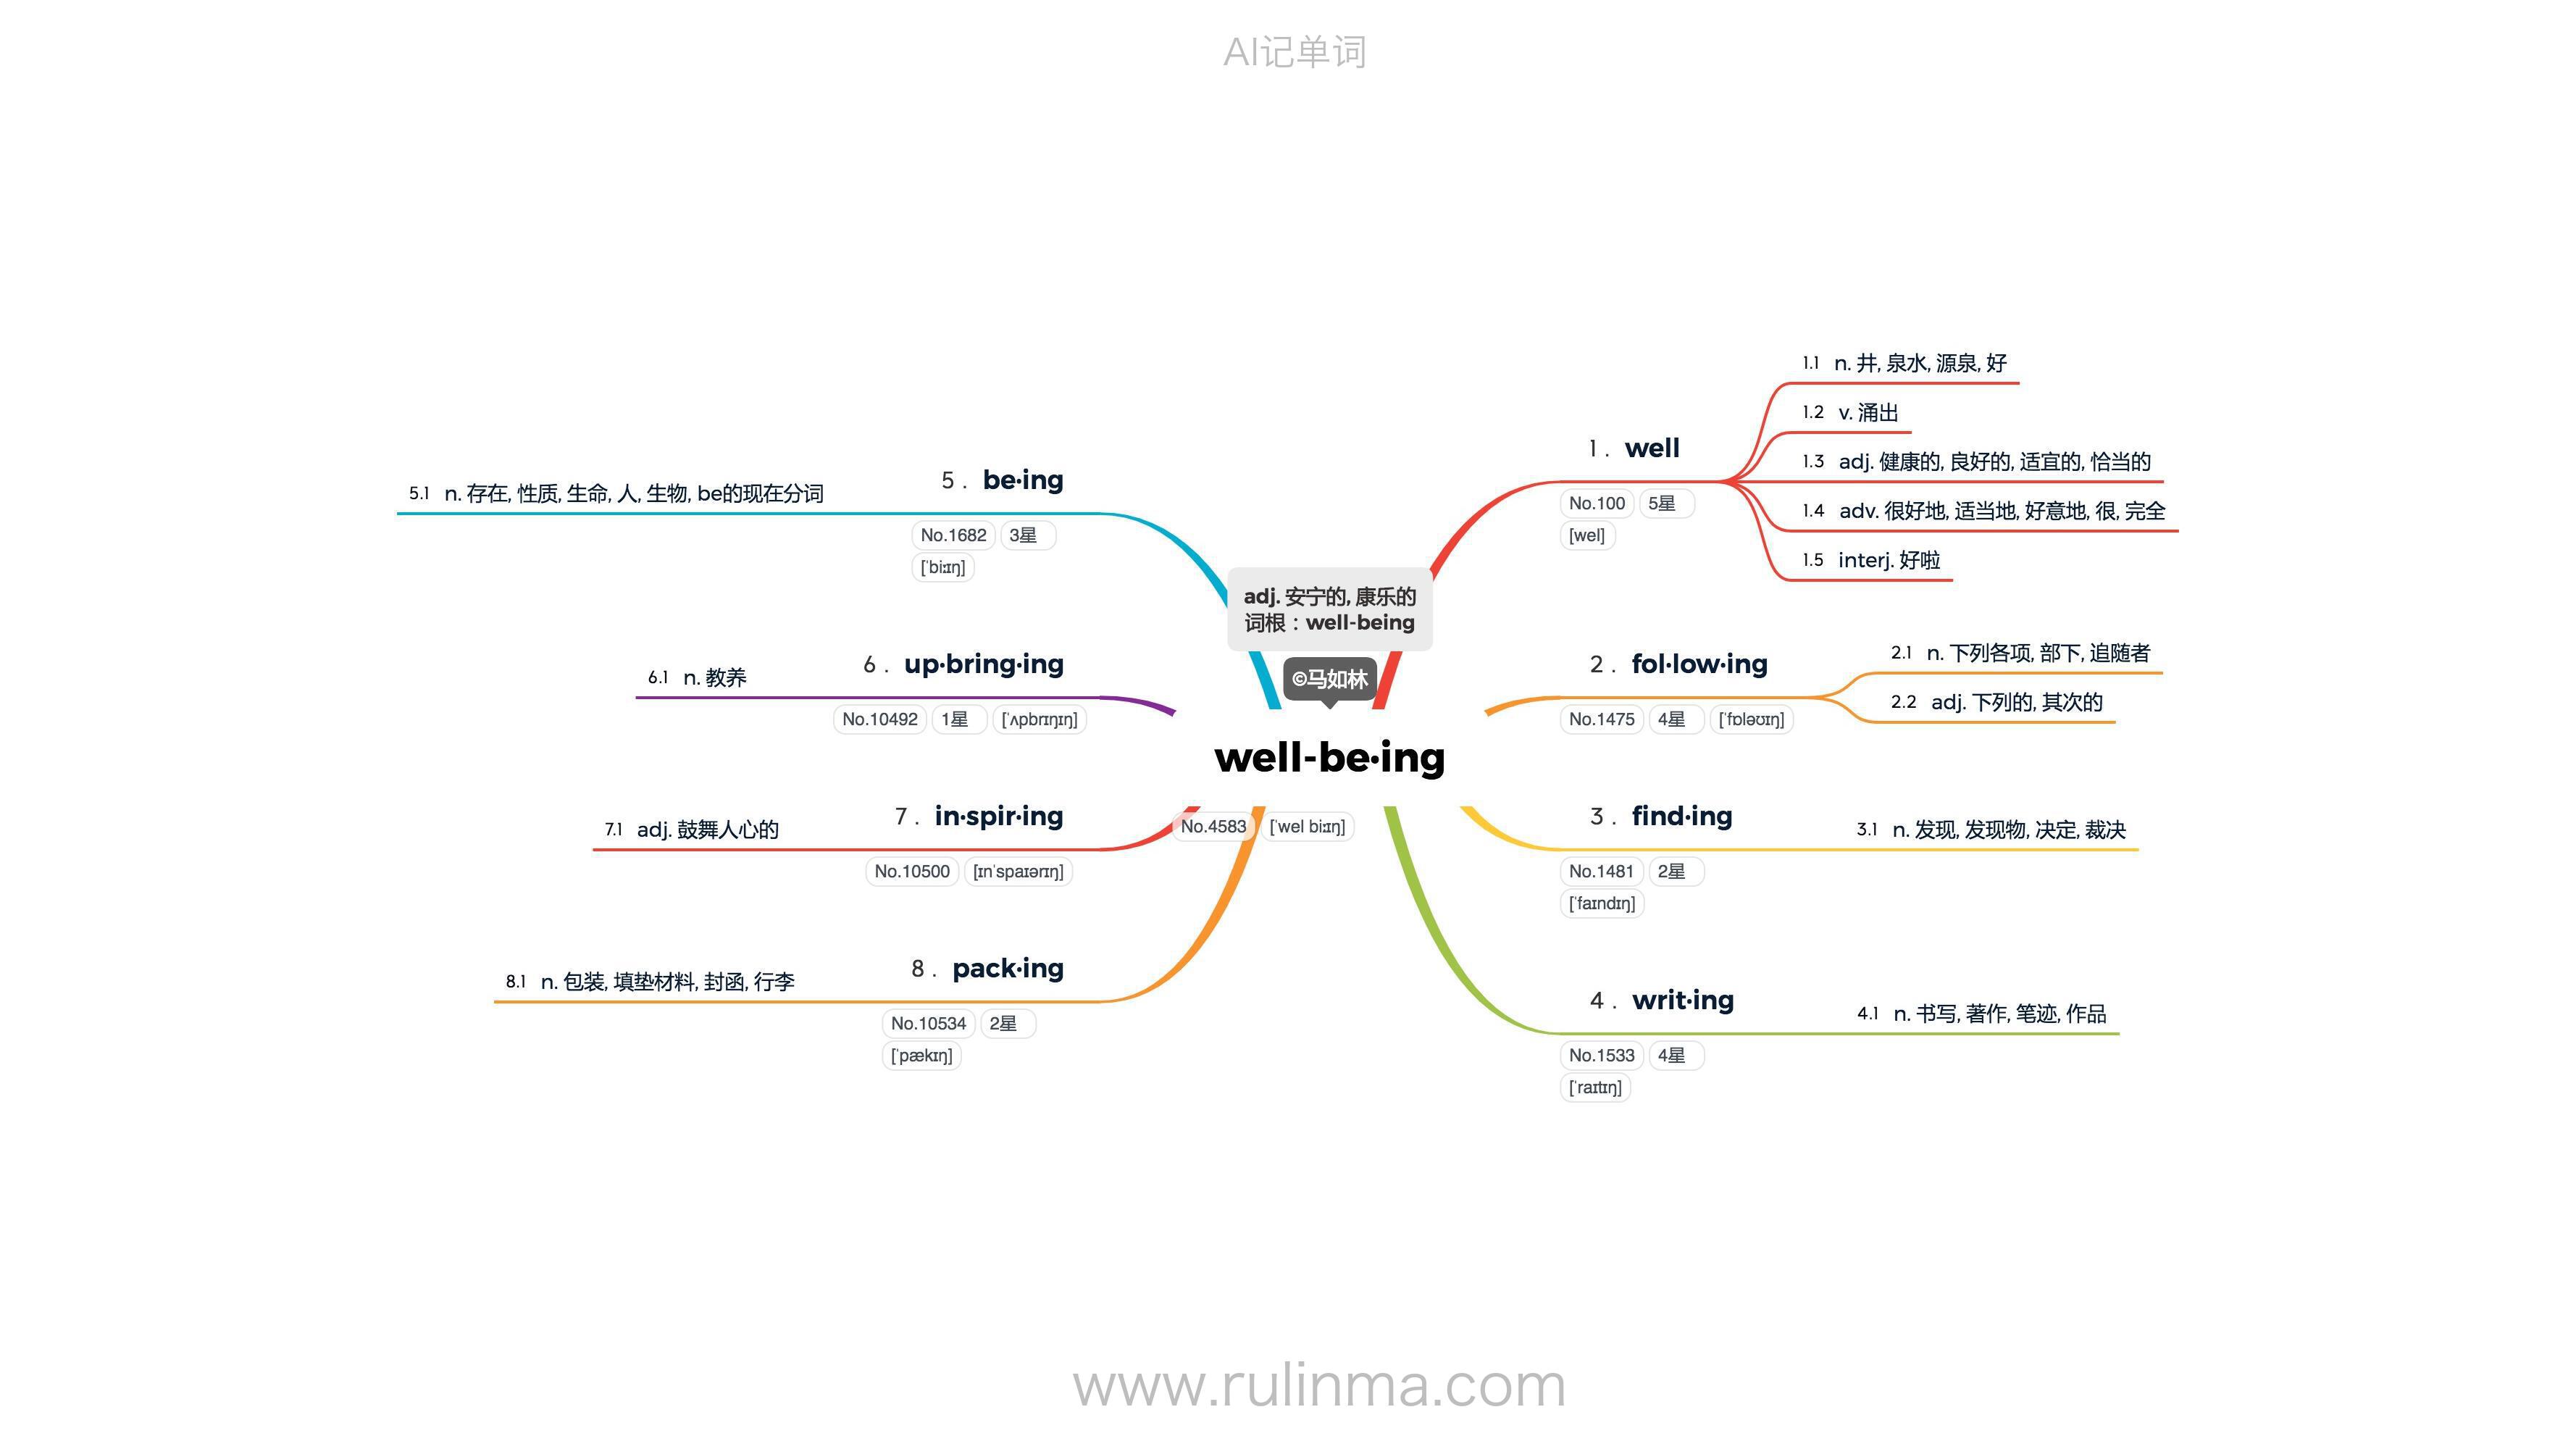 AI记单词
adj. 安宁的, 康乐的
词根：well-being
©马如林
well-be·ing
No.4583 ['wel biːɪŋ]
1 . well
No.100 5星
[wel]
1.1 n. 井, 泉水, 源泉, 好
1.2 v. 涌出
1.3 adj. 健康的, 良好的, 适宜的, 恰当的
1.4 adv. 很好地, 适当地, 好意地, 很, 完全
1.5 interj. 好啦
2 . fol·low·ing
No.1475 4星 ['fɒləʊɪŋ]
2.1 n. 下列各项, 部下, 追随者
2.2 adj. 下列的, 其次的
3 . find·ing
No.1481 2星
['faɪndɪŋ]
3.1 n. 发现, 发现物, 决定, 裁决
4 . writ·ing
No.1533 4星
['raɪtɪŋ]
4.1 n. 书写, 著作, 笔迹, 作品
5 . be·ing
No.1682 3星
['biːɪŋ]
5.1 n. 存在, 性质, 生命, 人, 生物, be的现在分词
6 . up·bring·ing
No.10492 1星 ['ʌpbrɪŋɪŋ]
6.1 n. 教养
7 . in·spir·ing
No.10500 [ɪn'spaɪərɪŋ]
7.1 adj. 鼓舞人心的
8 . pack·ing
No.10534 2星
['pækɪŋ]
8.1 n. 包装, 填垫材料, 封函, 行李
www.rulinma.com